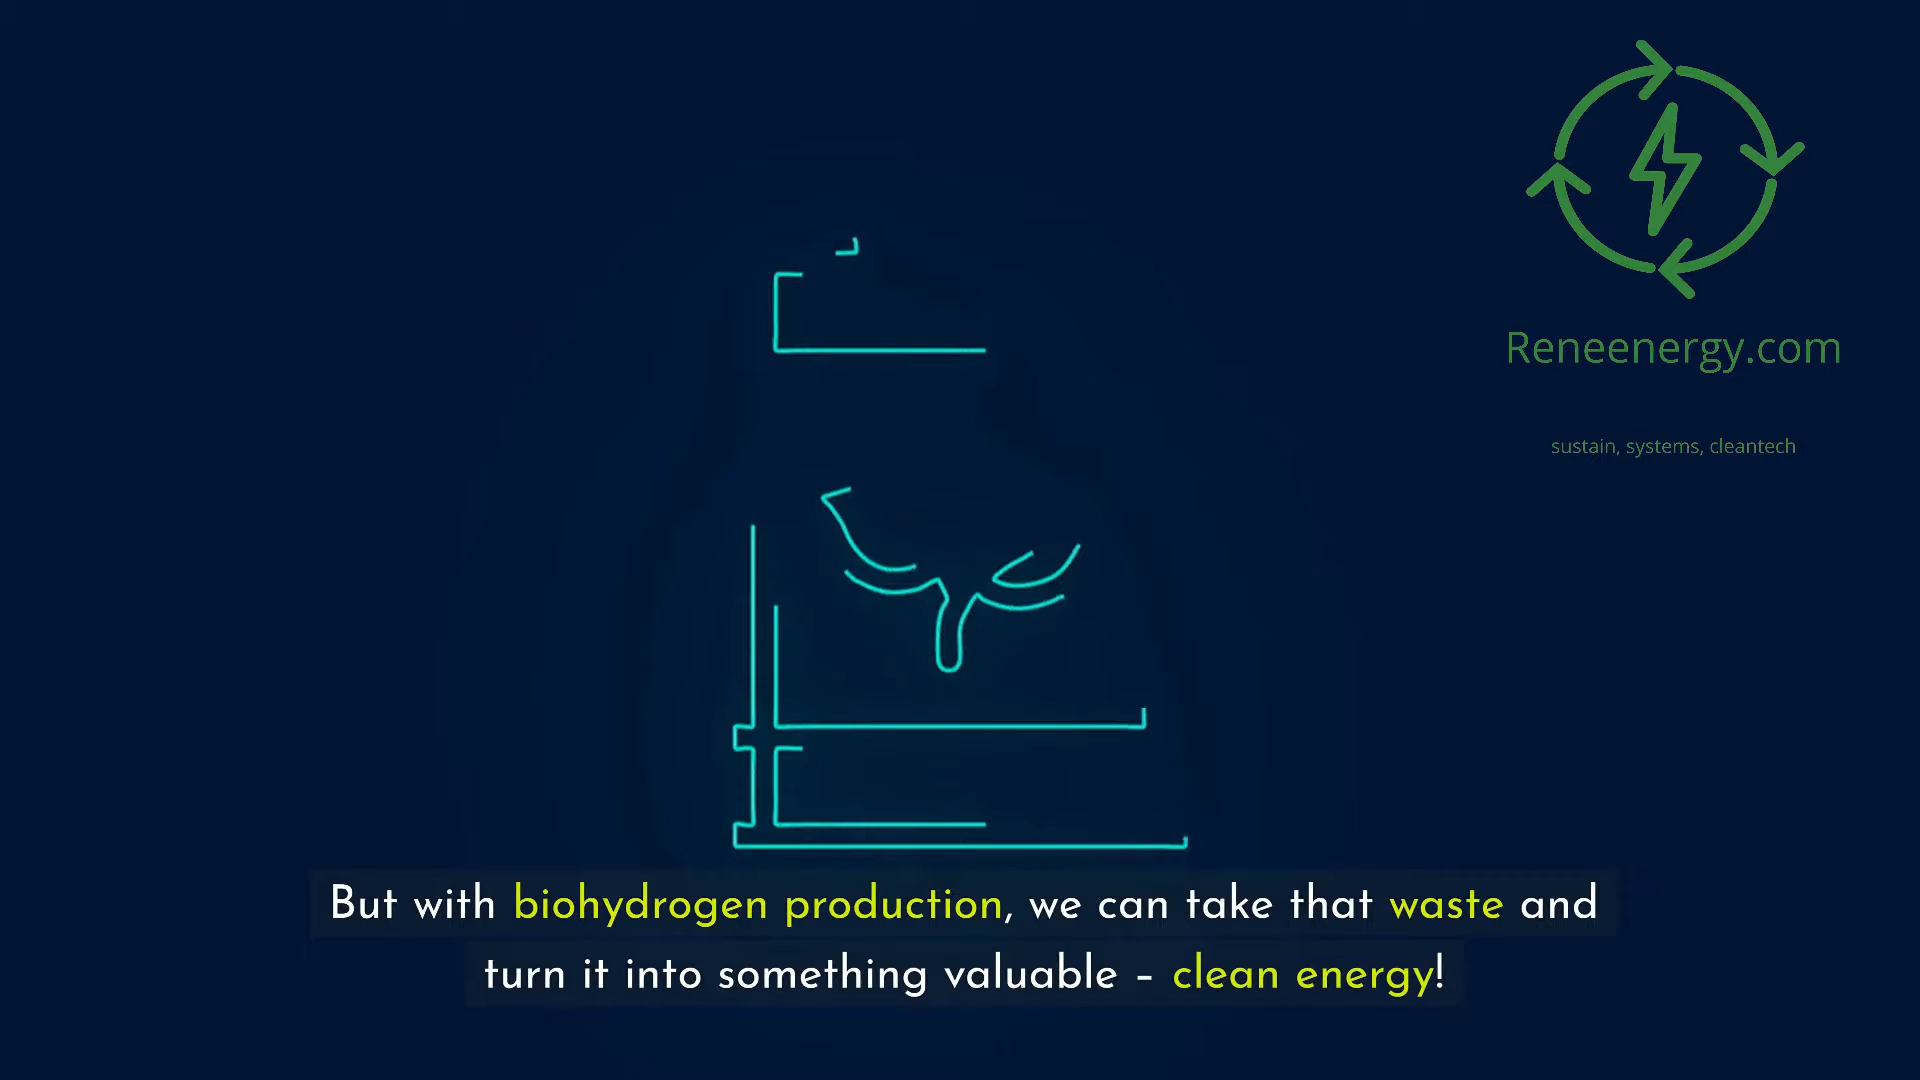 Reneenergy.com
sustain, systems, cleantech
But with biohydrogen production, we can take that waste and
turn it into something valuable – clean energy!